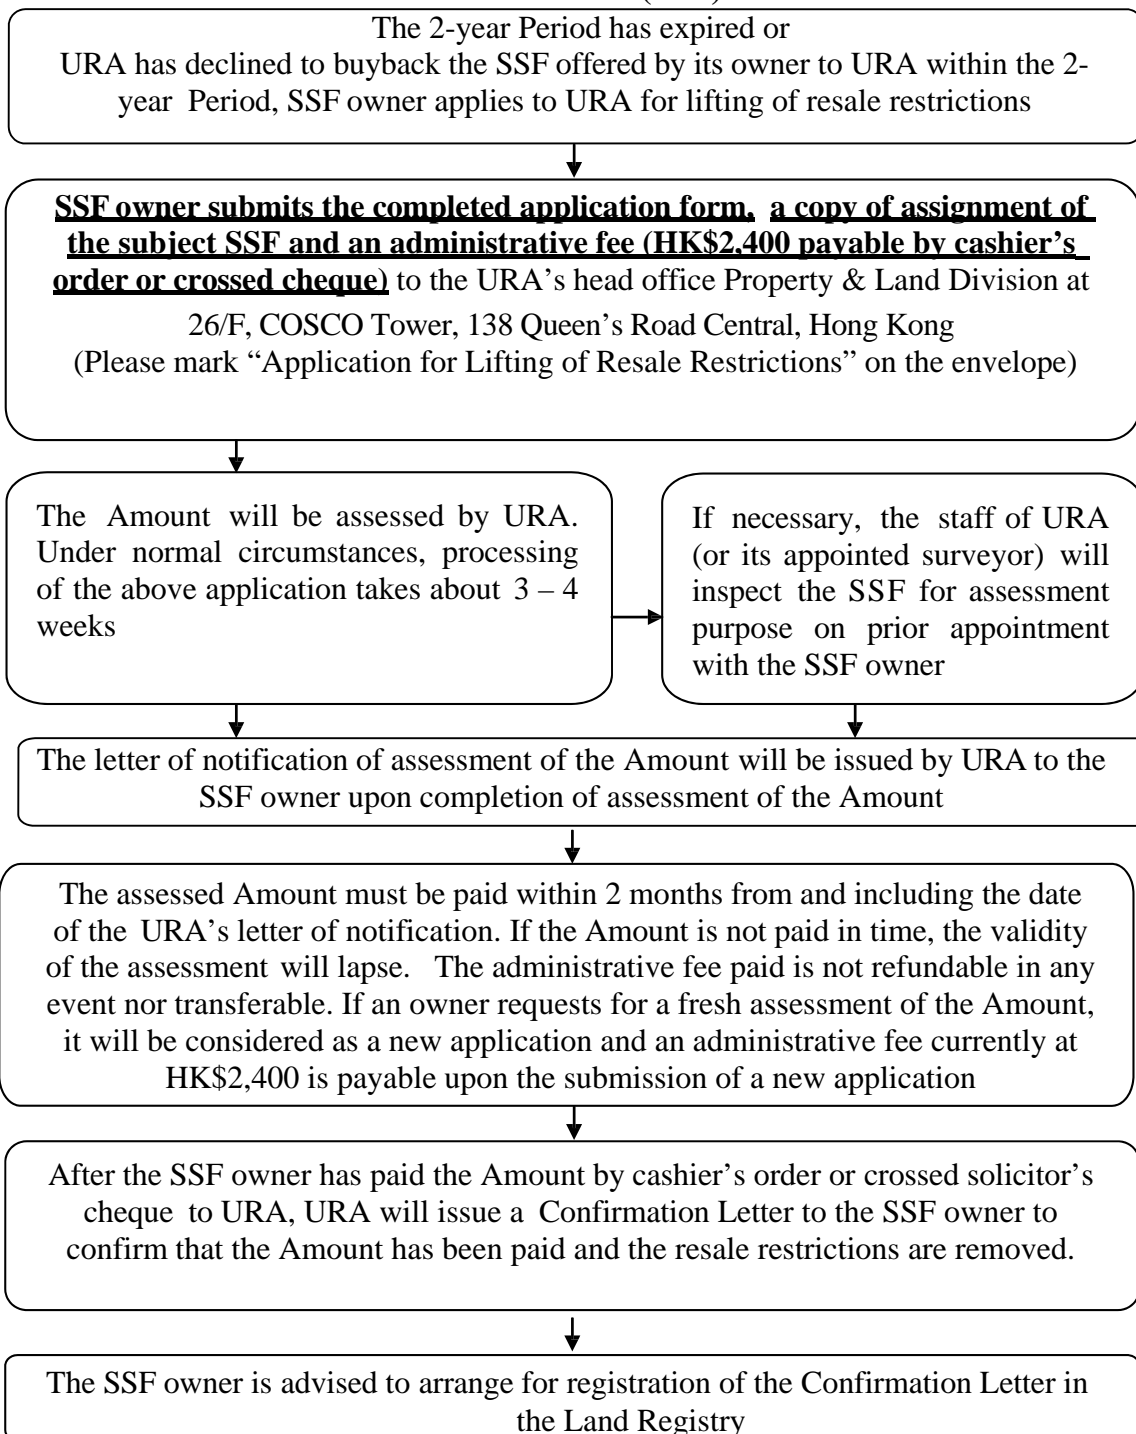 The 2-year Period has expired or
URA has declined to buyback the SSF offered by its owner to URA within the 2-
year Period, SSF owner applies to URA for lifting of resale restrictions
SSF owner submits the completed application form, a copy of assignment of
the subject SSF and an administrative fee (HK$2,400 payable by cashier’s
order or crossed cheque) to the URA’s head office Property & Land Division at
26/F, COSCO Tower, 138 Queen’s Road Central, Hong Kong
(Please mark “Application for Lifting of Resale Restrictions” on the envelope)
The Amount will be assessed by URA.
Under normal circumstances, processing
of the above application takes about 3 – 4
weeks
If necessary, the staff of URA
(or its appointed surveyor) will
inspect the SSF for assessment
purpose on prior appointment
with the SSF owner
The letter of notification of assessment of the Amount will be issued by URA to the
SSF owner upon completion of assessment of the Amount
The assessed Amount must be paid within 2 months from and including the date
of the URA’s letter of notification. If the Amount is not paid in time, the validity
of the assessment will lapse. The administrative fee paid is not refundable in any
event nor transferable. If an owner requests for a fresh assessment of the Amount,
it will be considered as a new application and an administrative fee currently at
HK$2,400 is payable upon the submission of a new application
After the SSF owner has paid the Amount by cashier’s order or crossed solicitor’s
cheque to URA, URA will issue a Confirmation Letter to the SSF owner to
confirm that the Amount has been paid and the resale restrictions are removed.
The SSF owner is advised to arrange for registration of the Confirmation Letter in
the Land Registry